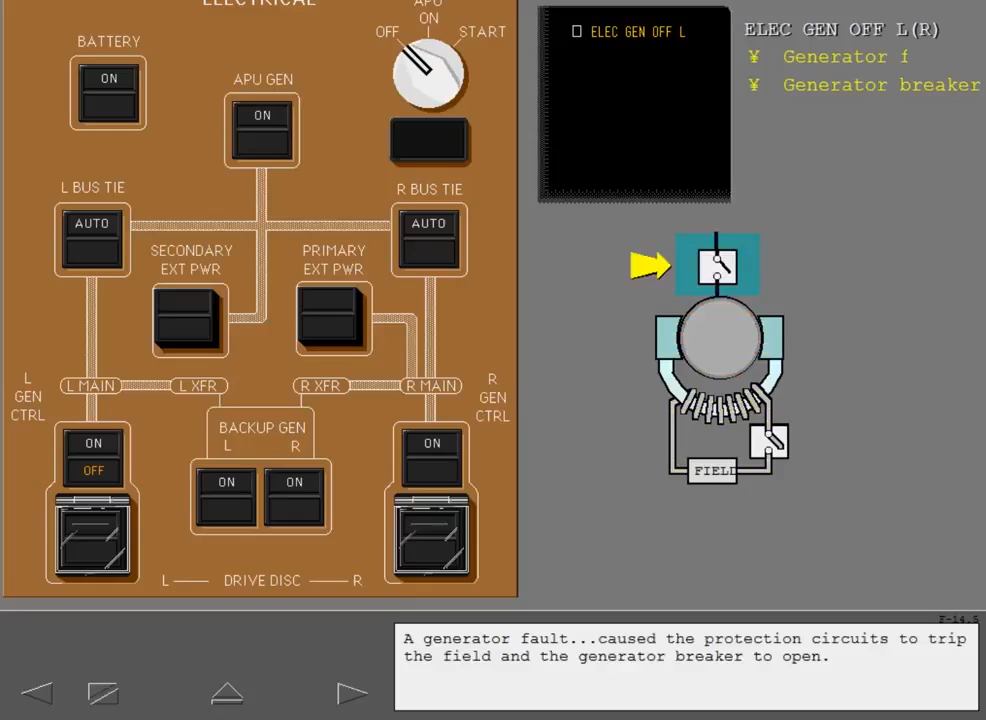 ELECTRICAL
APU
ON
OFF
START
BATTERY
ON
APU GEN
ON
L BUS TIE
AUTO
R BUS TIE
AUTO
SECONDARY
EXT PWR
PRIMARY
EXT PWR
L MAIN
L XFR
R XFR
R MAIN
L
GEN
CTRL
R
GEN
CTRL
ON
OFF
BACKUP GEN
L
R
ON
ON
ON
L
DRIVE DISC
R
ELEC GEN OFF L
ELEC GEN OFF L(R)
¥ Generator f
¥ Generator breaker
FIELD
F-14.5
A generator fault...caused the protection circuits to trip
the field and the generator breaker to open.